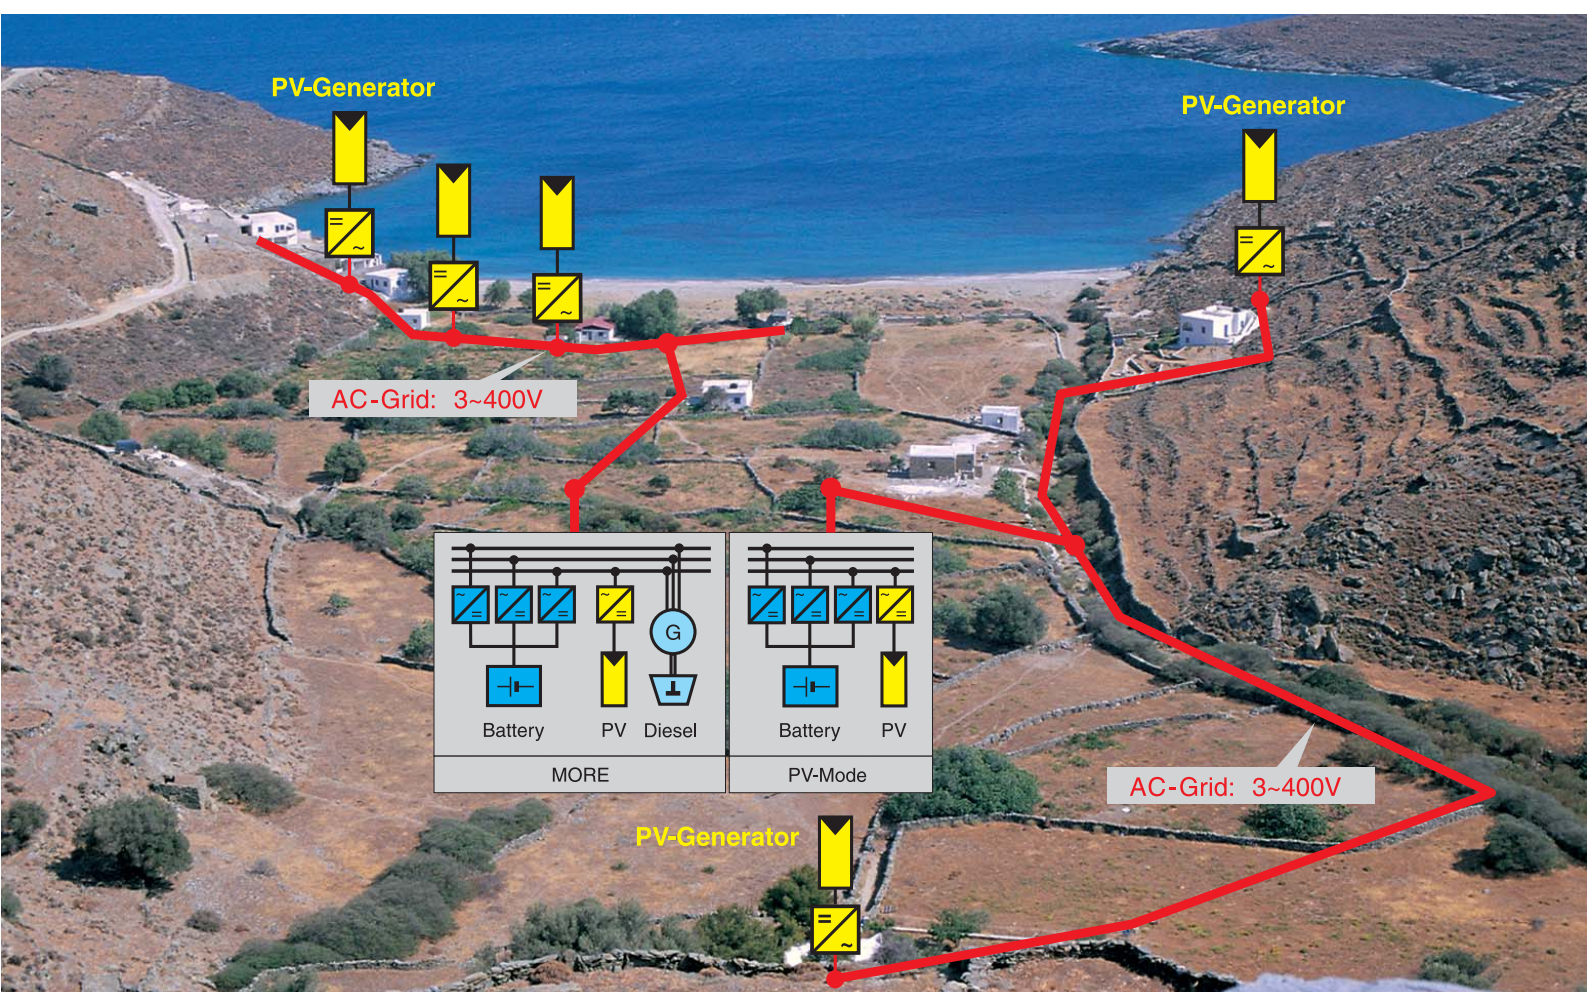 PV-Generator
PV-Generator
AC-Grid: 3~400V
G
Battery PV Diesel
MORE
Battery PV
PV-Mode
AC-Grid: 3~400V
PV-Generator